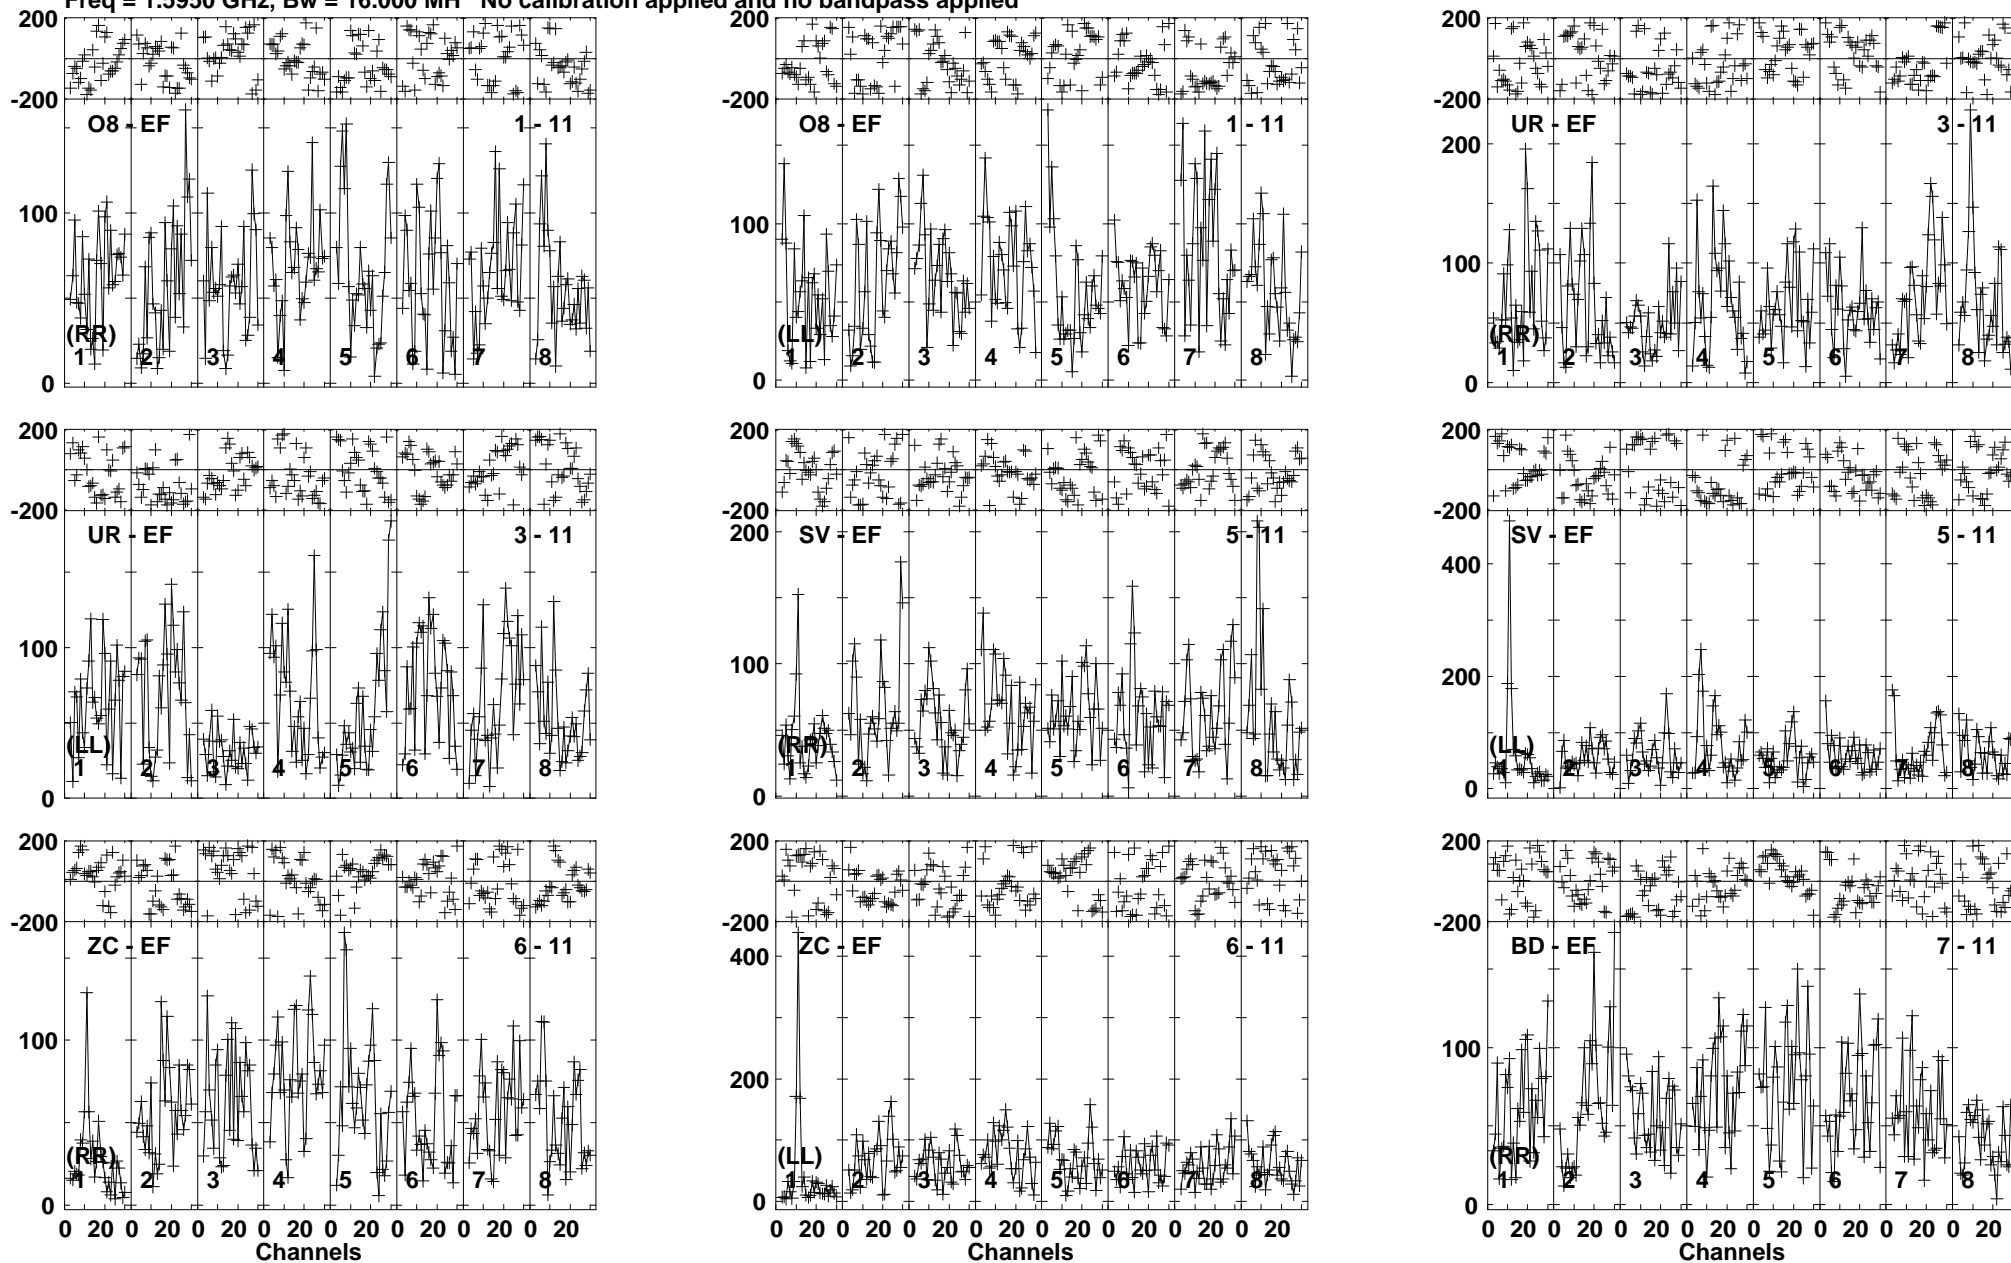 Freq = 1.5950 GHz, Bw = 16.000 MH No calibration applied and no bandpass applied
200 200 200
-200 -200 -200
O8 - EF 1 - 11 O8 - EF 1 - 11 UR - EF 3 - 11
200
100 100 100
(RR) (LL) (RR)
1 2 3 4 5 6 7 8 1 2 3 4 5 6 7 8 1 2 3 4 5 6 7 8
0 0 0
200 200 200
-200 -200 -200
UR - EF 3 - 11 SV - EF 5 - 11 SV - EF 5 - 11
200 400
100 100 200
(LL) (RR) (LL)
1 2 3 4 5 6 7 8 1 2 3 4 5 6 7 8 1 2 3 4 5 6 7 8
0 0 0
200 200 200
-200 -200 -200
ZC - EF 6 - 11 ZC - EF 6 - 11 BD - EF 7 - 11
400
100 200 100
(RR) (LL) (RR)
1 2 3 4 5 6 7 8 1 2 3 4 5 6 7 8 1 2 3 4 5 6 7 8
0 0 0
0 20 0 20 0 20 0 20 0 20 0 20 0 20 0 20 0 20 0 20 0 20 0 20 0 20 0 20 0 20 0 20 0 20 0 20 0 20 0 20 0 20 0 20 0 20 0 20
Channels Channels Channels